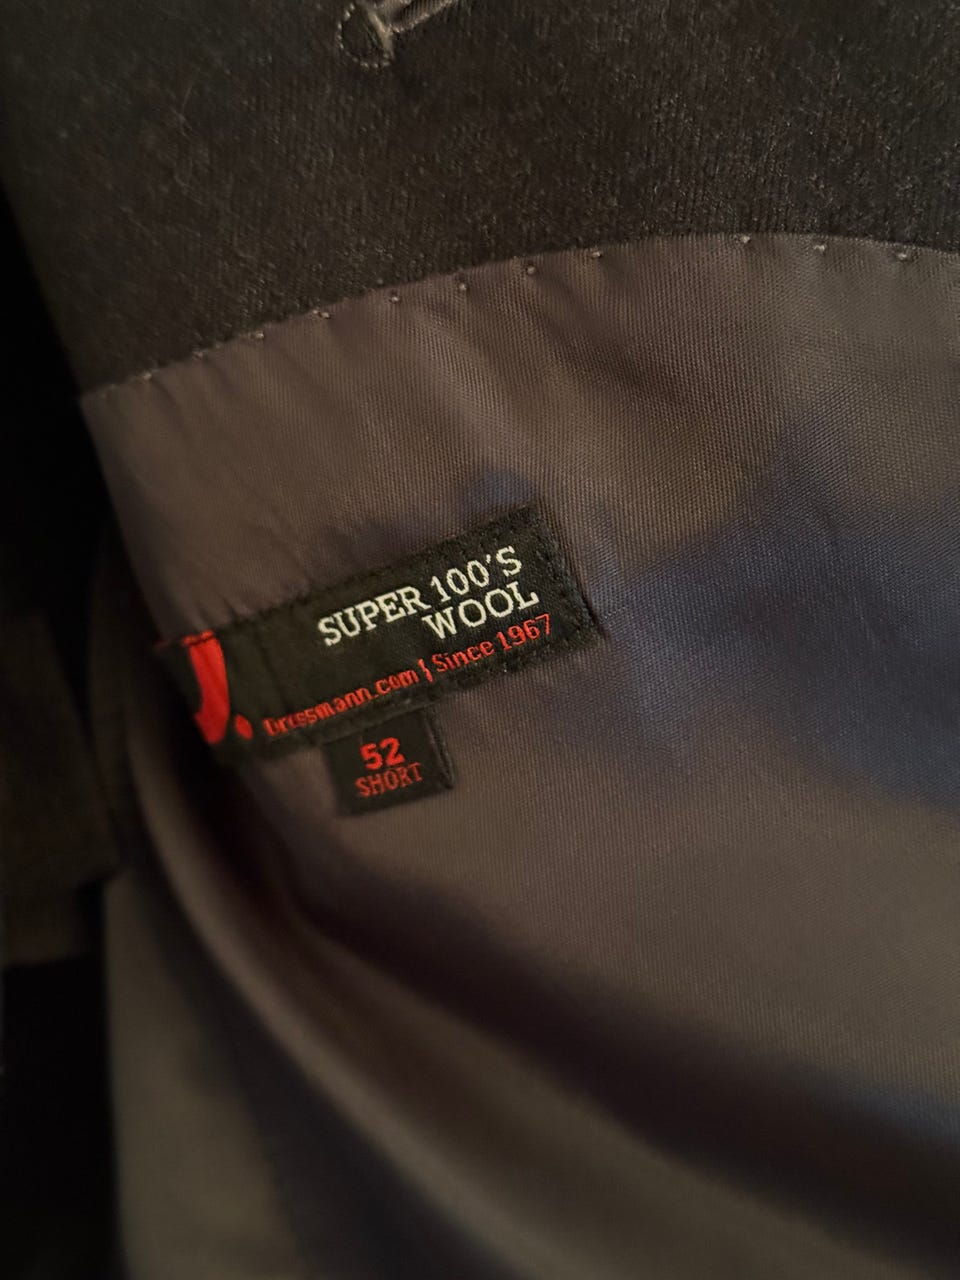 SUPER 100'S
WOOL
Dressmann.com | Since 1967
52
SHORT